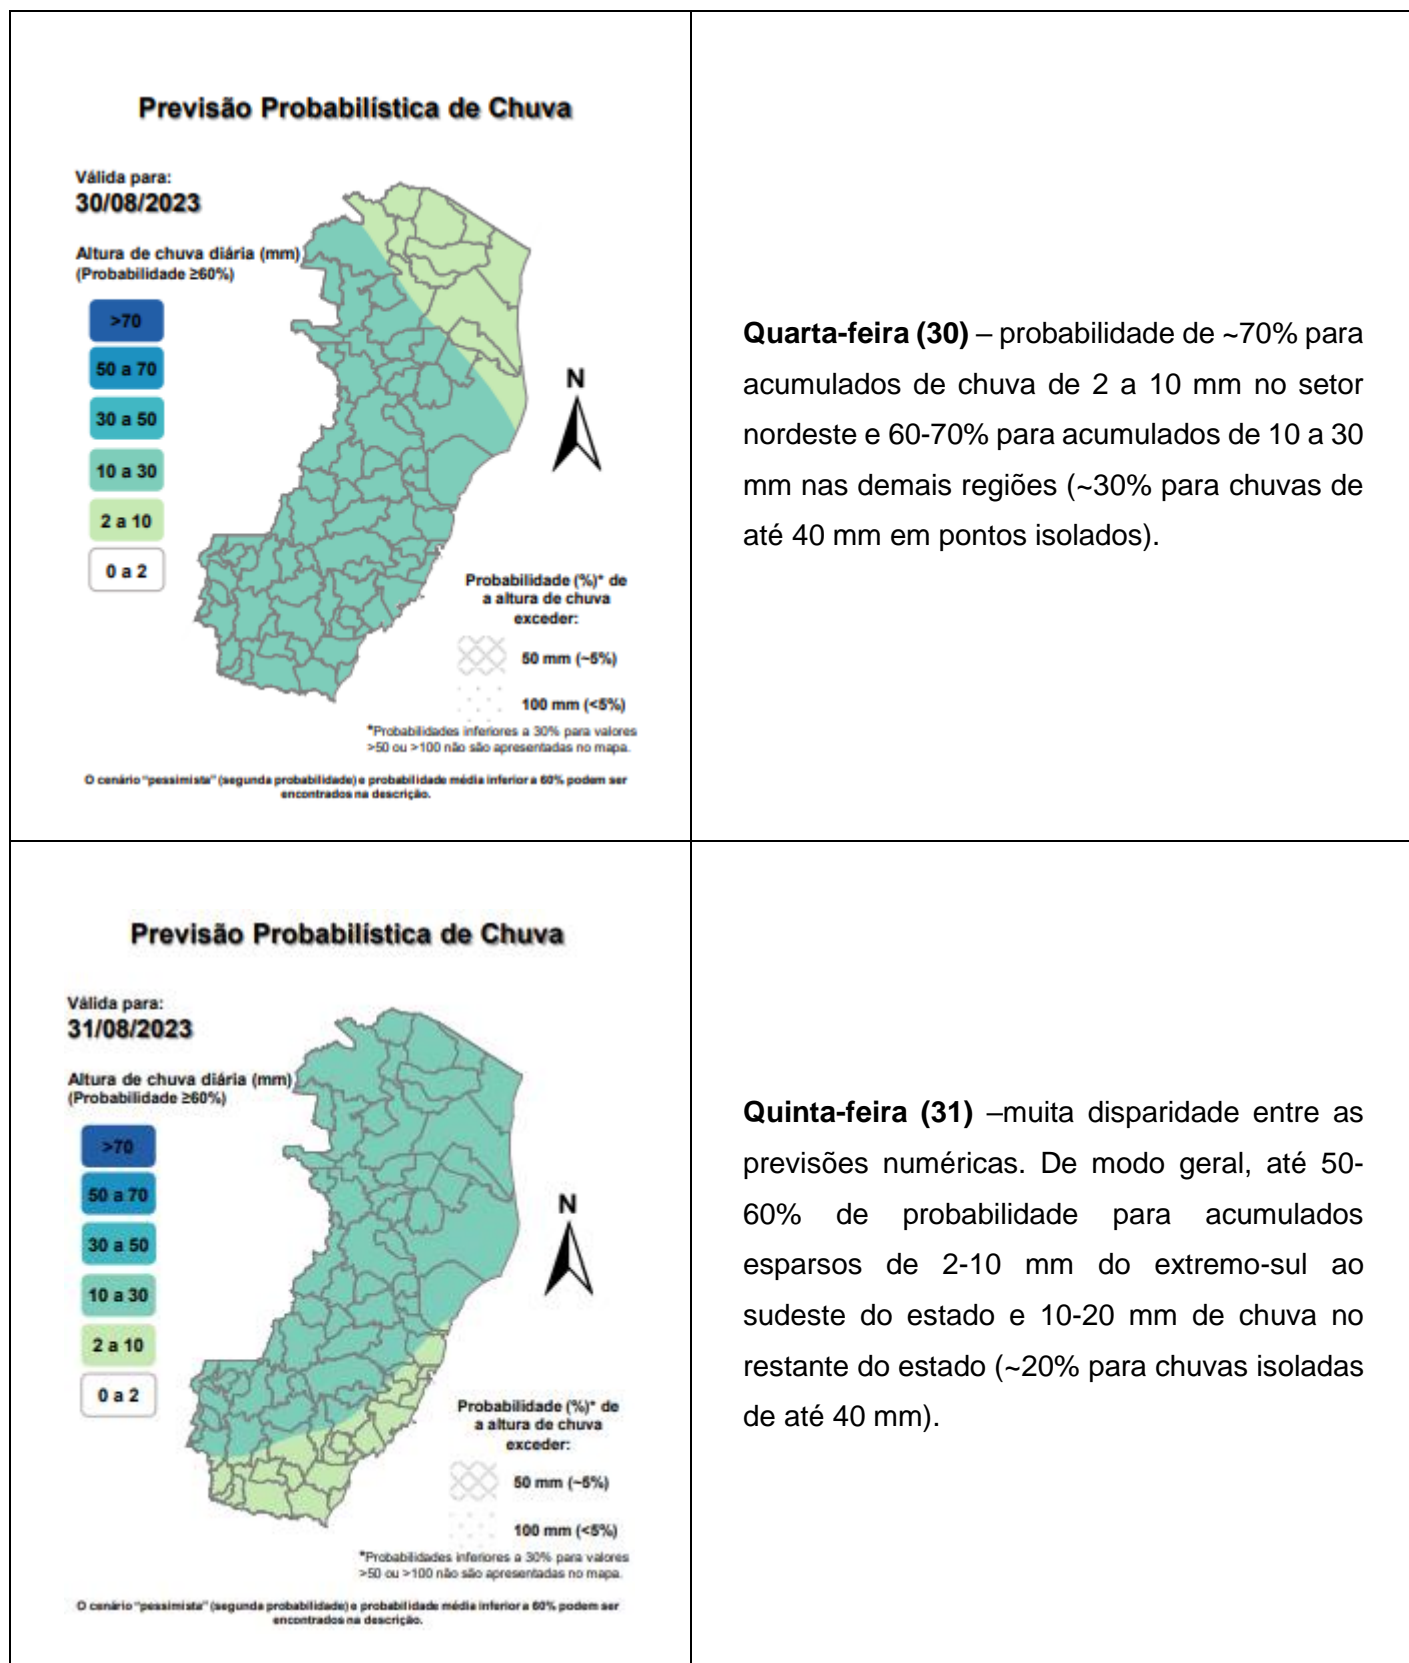 Previsão Probabilística de Chuva
Válida para:
30/08/2023
Altura de chuva diária (mm)
(Probabilidade ≥60%)
>70
50 a 70
30 a 50
10 a 30
2 a 10
0 a 2
N
Probabilidade (%)* de
a altura de chuva
exceder:
50 mm (~5%)
100 mm (<5%)
*Probabilidades inferiores a 30% para valores
>50 ou >100 não são apresentadas no mapa.
O cenário "pessimista" (segunda probabilidade) e probabilidade média inferior a 60% podem ser
encontrados na descrição.
Quarta-feira (30) – probabilidade de ~70% para
acumulados de chuva de 2 a 10 mm no setor
nordeste e 60-70% para acumulados de 10 a 30
mm nas demais regiões (~30% para chuvas de
até 40 mm em pontos isolados).
Previsão Probabilística de Chuva
Válida para:
31/08/2023
Altura de chuva diária (mm)
(Probabilidade ≥60%)
>70
50 a 70
30 a 50
10 a 30
2 a 10
0 a 2
N
Probabilidade (%)* de
a altura de chuva
exceder:
50 mm (~5%)
100 mm (<5%)
*Probabilidades inferiores a 30% para valores
>50 ou >100 não são apresentadas no mapa.
O cenário "pessimista" (segunda probabilidade) e probabilidade média inferior a 60% podem ser
encontrados na descrição.
Quinta-feira (31) –muita disparidade entre as
previsões numéricas. De modo geral, até 50-
60% de probabilidade para acumulados
esparsos de 2-10 mm do extremo-sul ao
sudeste do estado e 10-20 mm de chuva no
restante do estado (~20% para chuvas isoladas
de até 40 mm).